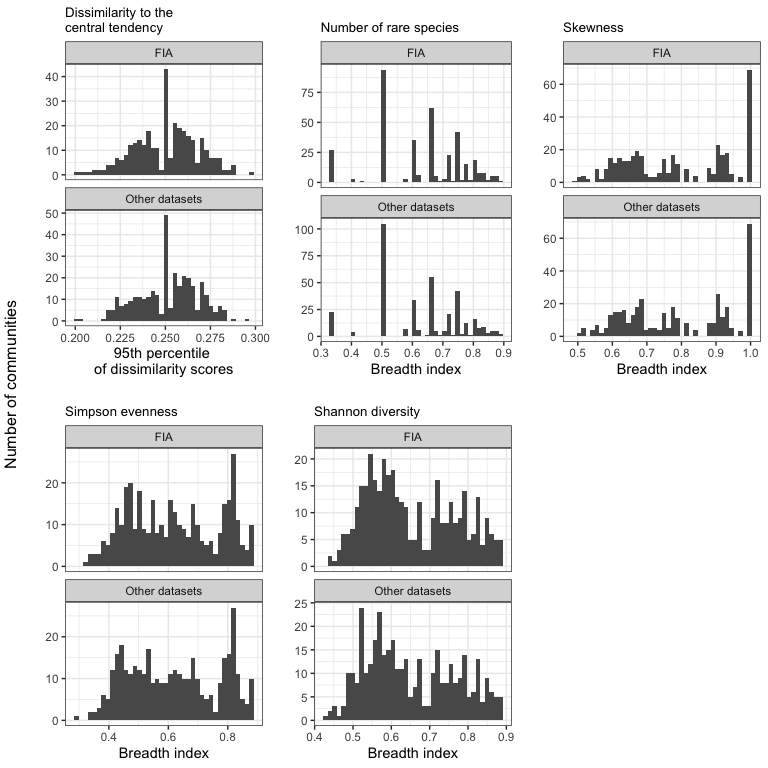 Dissimilarity to the
central tendency
FIA
40
30
20
10
0
Other datasets
50
40
30
20
10
0
0.200 0.225 0.250 0.275 0.300
95th percentile
of dissimilarity scores
Number of rare species
FIA
75
50
25
0
Other datasets
100
75
50
25
0
0.3 0.4 0.5 0.6 0.7 0.8 0.9
Breadth index
Skewness
FIA
60
40
20
0
Other datasets
60
40
20
0
0.5 0.6 0.7 0.8 0.9 1.0
Breadth index
Number of communities
Simpson evenness
FIA
20
10
0
Other datasets
20
10
0
0.4 0.6 0.8
Breadth index
Shannon diversity
FIA
20
15
10
5
0
Other datasets
25
20
15
10
5
0
0.4 0.5 0.6 0.7 0.8 0.9
Breadth index